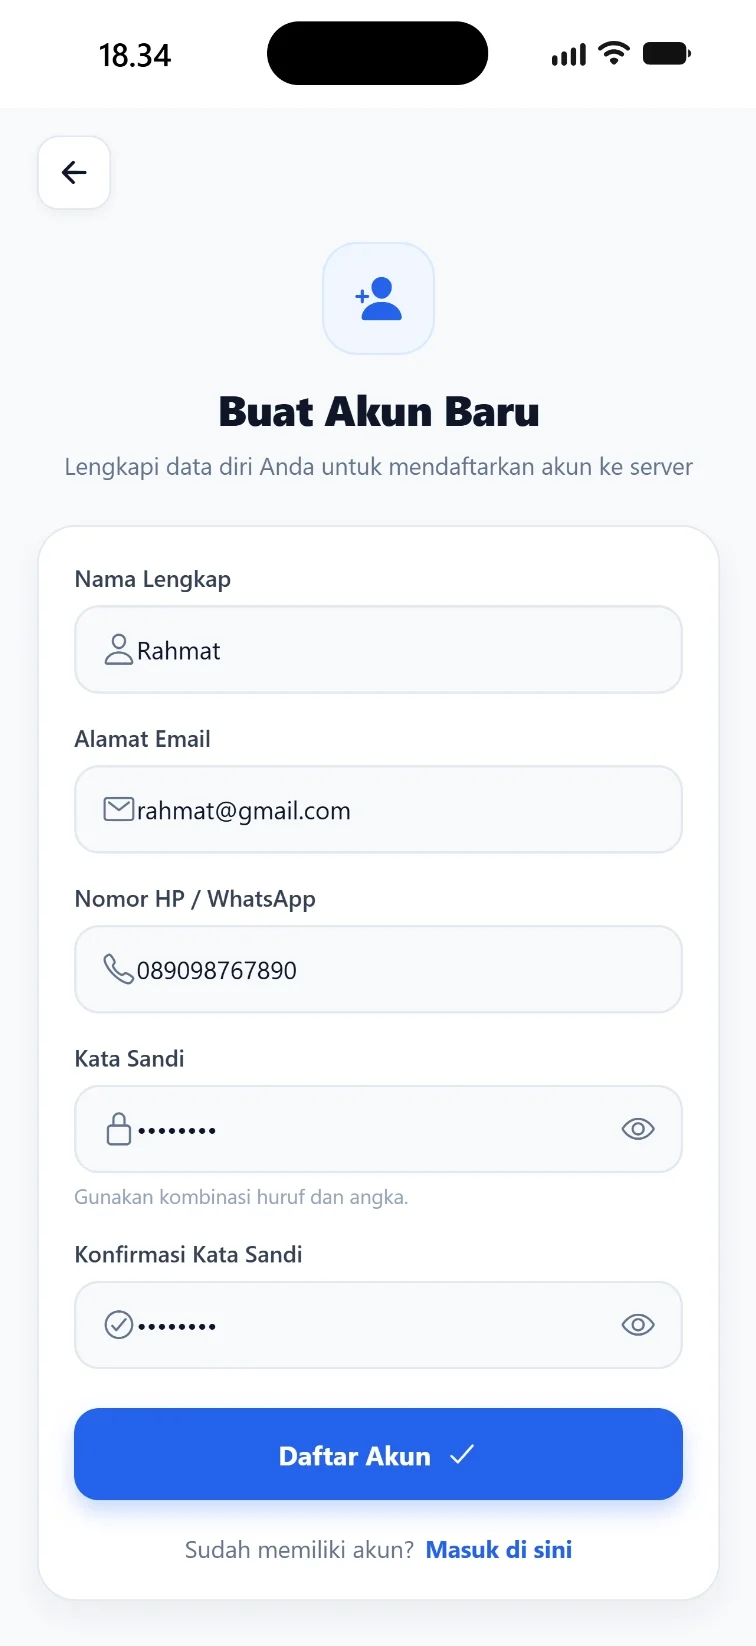 18.34
Buat Akun Baru
Lengkapi data diri Anda untuk mendaftarkan akun ke server
Nama Lengkap
Rahmat
Alamat Email
rahmat@gmail.com
Nomor HP / WhatsApp
089098767890
Kata Sandi
••••••••
Gunakan kombinasi huruf dan angka.
Konfirmasi Kata Sandi
••••••••
Daftar Akun
Sudah memiliki akun? Masuk di sini